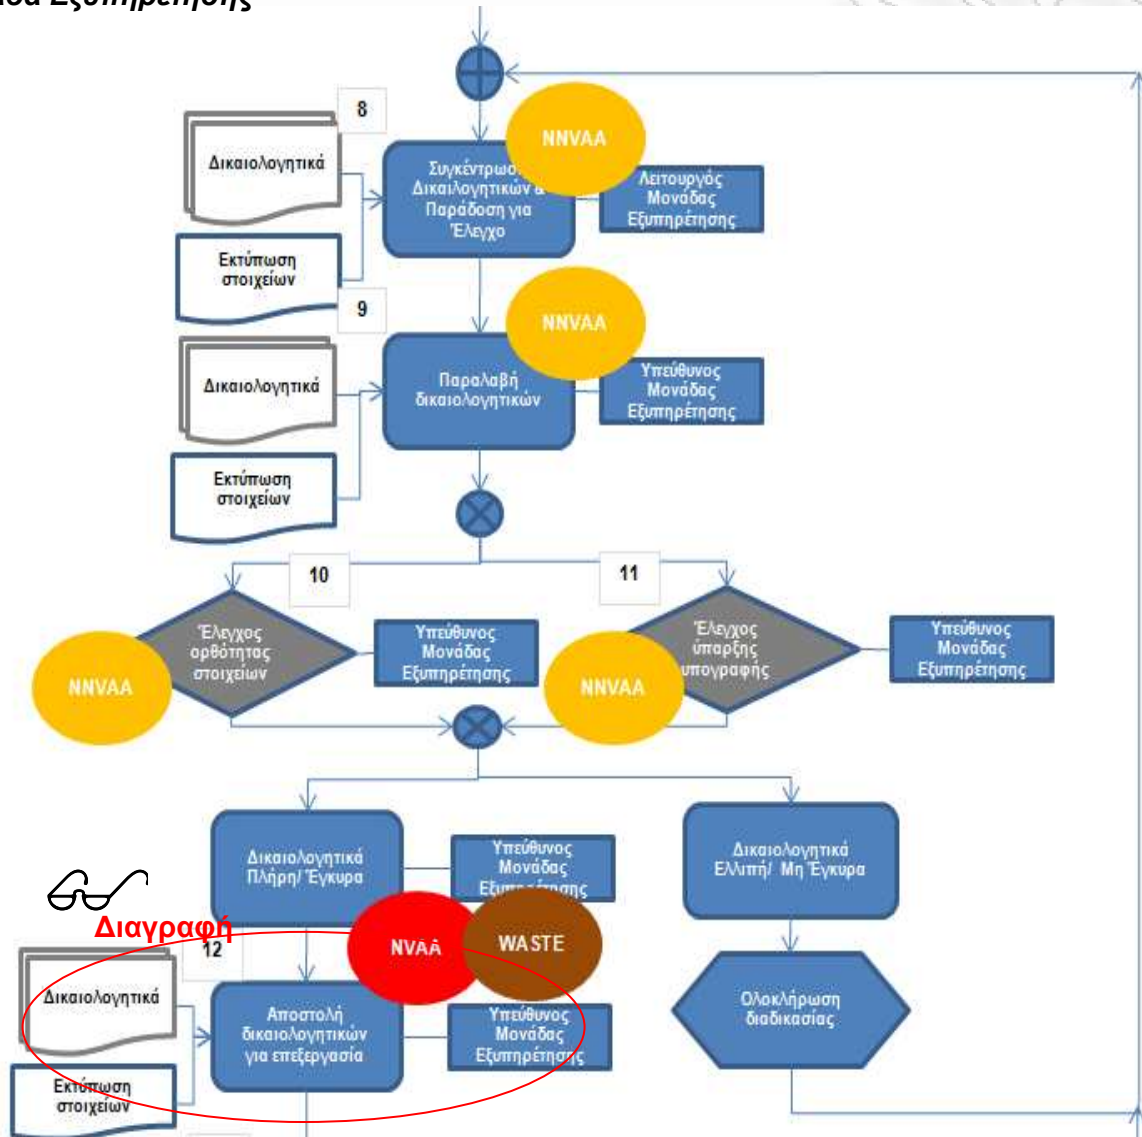 Εξυπηρέτησης
8
NNVAA
Δικαιολογητικά
Δικαιλογητικών &
Παράδοση για
Έλεγχο
Λειτουργός
Μονάδας
Εξυπηρέτησης
Εκτύπωση
στοιχείων
9
NNVAA
Δικαιολογητικά
Παραλαβή
δικαιολογητικών
Υπεύθυνος
Μονάδας
Εξυπηρέτησης
Εκτύπωση
στοιχείων
10
11
Έλεγχος
ορθότητας
στοιχείων
Υπεύθυνος
Μονάδας
Εξυπηρέτησης
Έλεγχος
ύπαρξης
υπογραφής
Υπεύθυνος
Μονάδας
Εξυπηρέτησης
NNVAA
NNVAA
Δικαιολογητικά
Πλήρη/ Έγκυρα
Υπεύθυνος
Μονάδας
Εξυπηρέτησης
Δικαιολογητικά
Ελλιπή/ Μη Έγκυρα
Διαγραφή
12
NVAA
WASTE
Δικαιολογητικά
Αποστολή
δικαιολογητικών
για επεξεργασία
Υπεύθυνος
Μονάδας
Εξυπηρέτησης
Ολοκλήρωση
διαδικασίας
Εκτύπωση
στοιχείων